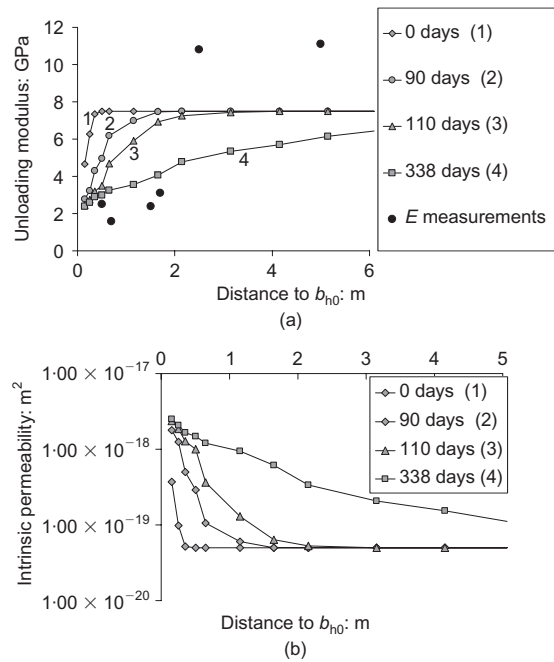 (a)
12
10
8
6
4
2
0
Unloading modulus: GPa
1
2
3
4
0
2
4
6
Distance to bh0: m
(a)
0 days (1)
90 days (2)
110 days (3)
338 days (4)
E measurements
0
1
2
3
4
5
1·00 × 10−17
1·00 × 10−18
1·00 × 10−19
1·00 × 10−20
Intrinsic permeability: m2
0 days (1)
90 days (2)
110 days (3)
338 days (4)
Distance to bh0: m
(b)